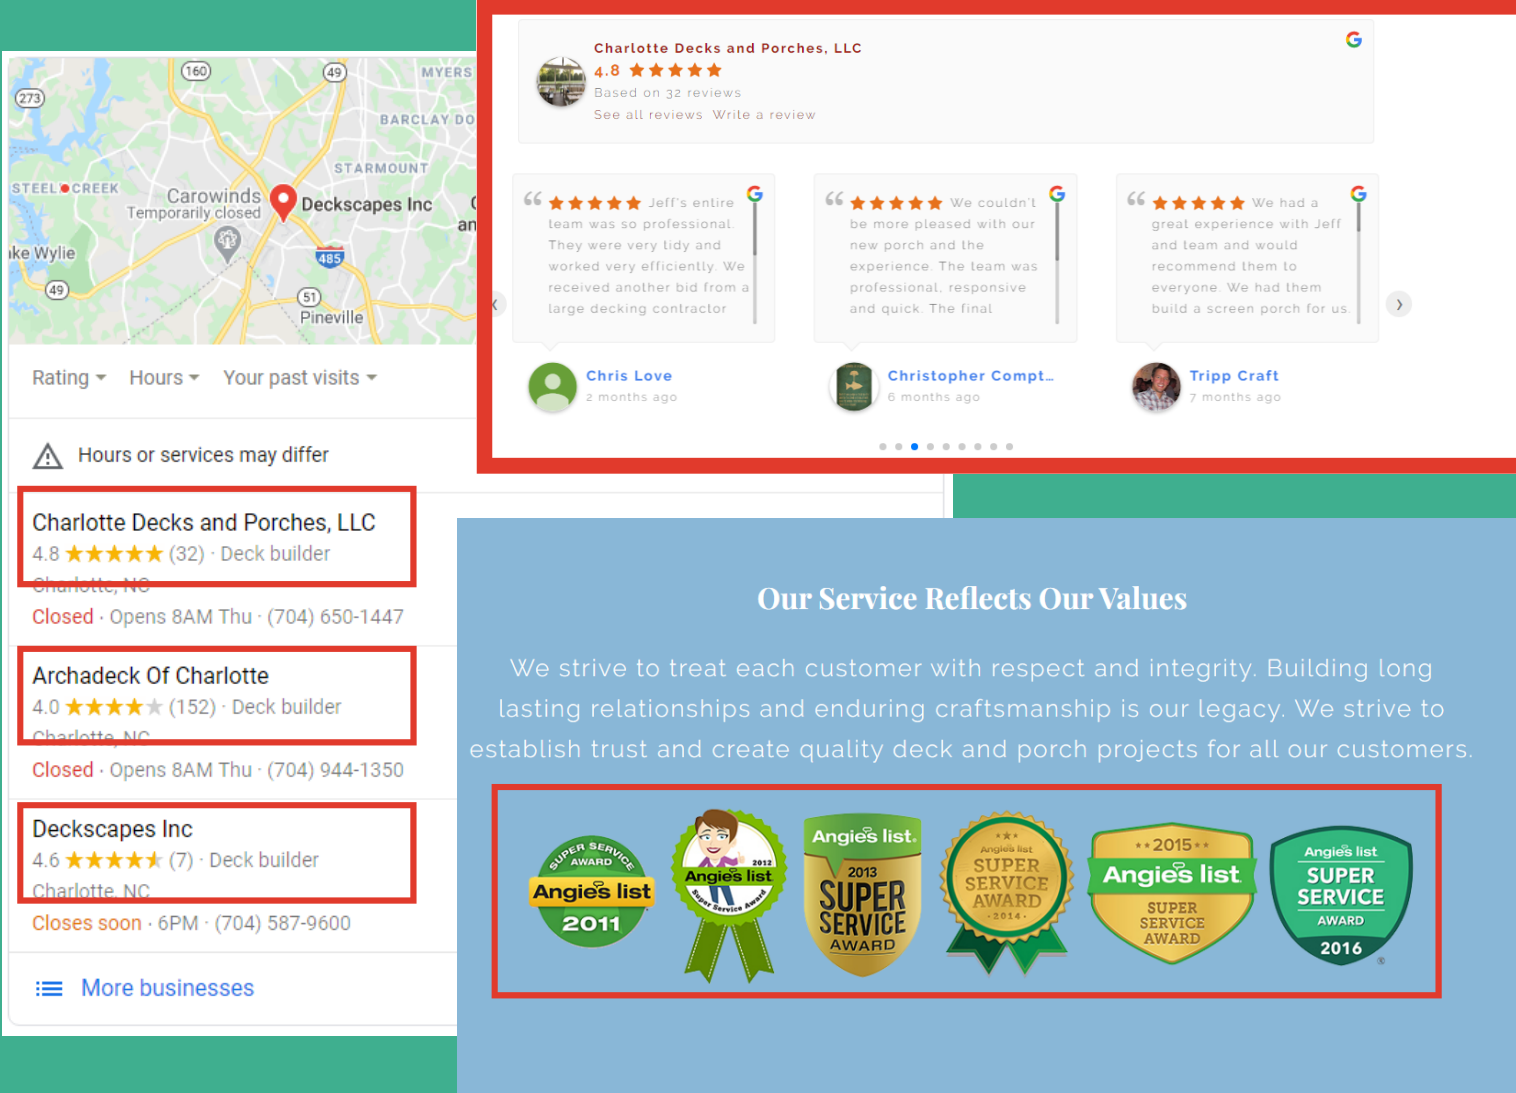 160
49
MYERS
273
BARCLAY DO
STARMOUNT
STEEL CREEK
Carowinds
Temporarily closed
Deckscapes Inc
an
ke Wylie
485
49
51
Pineville
Rating
Hours
Your past visits
Hours or services may differ
Charlotte Decks and Porches, LLC
4.8 (32) · Deck builder
Charlotte, NC
Closed · Opens 8AM Thu · (704) 650-1447
Archadeck Of Charlotte
4.0 (152) · Deck builder
Charlotte, NC
Closed · Opens 8AM Thu · (704) 944-1350
Deckscapes Inc
4.6 (7) · Deck builder
Charlotte, NC
Closes soon · 6PM · (704) 587-9600
More businesses
Charlotte Decks and Porches, LLC
4.8
Based on 32 reviews
See all reviews Write a review
Jeff's entire
team was so professional.
They were very tidy and
worked very efficiently. We
received another bid from a
large decking contractor
Chris Love
2 months ago
We couldn't
be more pleased with our
new porch and the
experience. The team was
professional, responsive
and quick. The final
Christopher Compt...
6 months ago
We had a
great experience with Jeff
and team and would
recommend them to
everyone. We had them
build a screen porch for us.
Tripp Craft
7 months ago
Our Service Reflects Our Values
We strive to treat each customer with respect and integrity. Building long
lasting relationships and enduring craftsmanship is our legacy. We strive to
establish trust and create quality deck and porch projects for all our customers.
SUPER SERVICE
AWARD
Angie's list
2011
2012
Angie's list
Super Service Award
Angie's list.
2013
SUPER
SERVICE
AWARD
Angie's list
SUPER
SERVICE
AWARD
·2014·
2015
Angie's list
SUPER
SERVICE
AWARD
Angie's list
SUPER
SERVICE
AWARD
2016
®